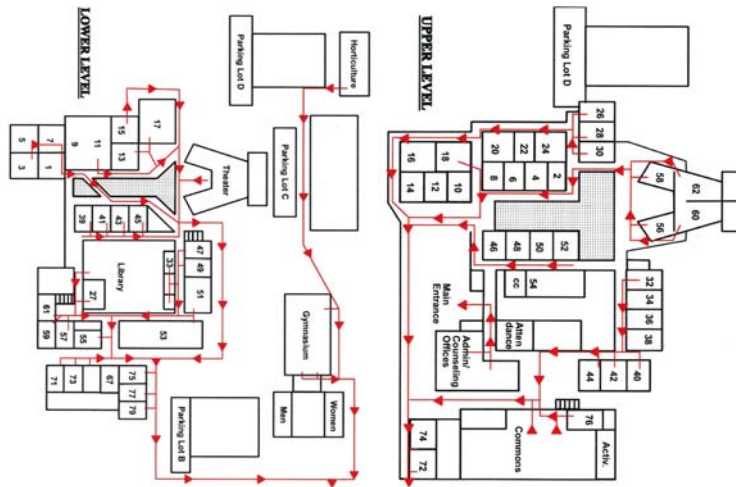 LOWER LEVEL
Parking Lot D
Horticulture
Parking Lot C
Theater
17
15
13
11
9
7
5
3
1
39
41
43
45
Library
33
47
49
51
27
61
59
57
55
53
71
73
67
75
77
79
Gymnasium
Men
Women
Parking Lot B
UPPER LEVEL
Parking Lot D
26
28
30
20
22
24
8
6
4
2
16
18
14
12
10
58
62
60
56
46
48
50
52
cc
54
32
34
36
38
Main
Entrance
Atten
dance
Admin/
Counseling
Offices
44
42
40
76
Activ.
Commons
74
72